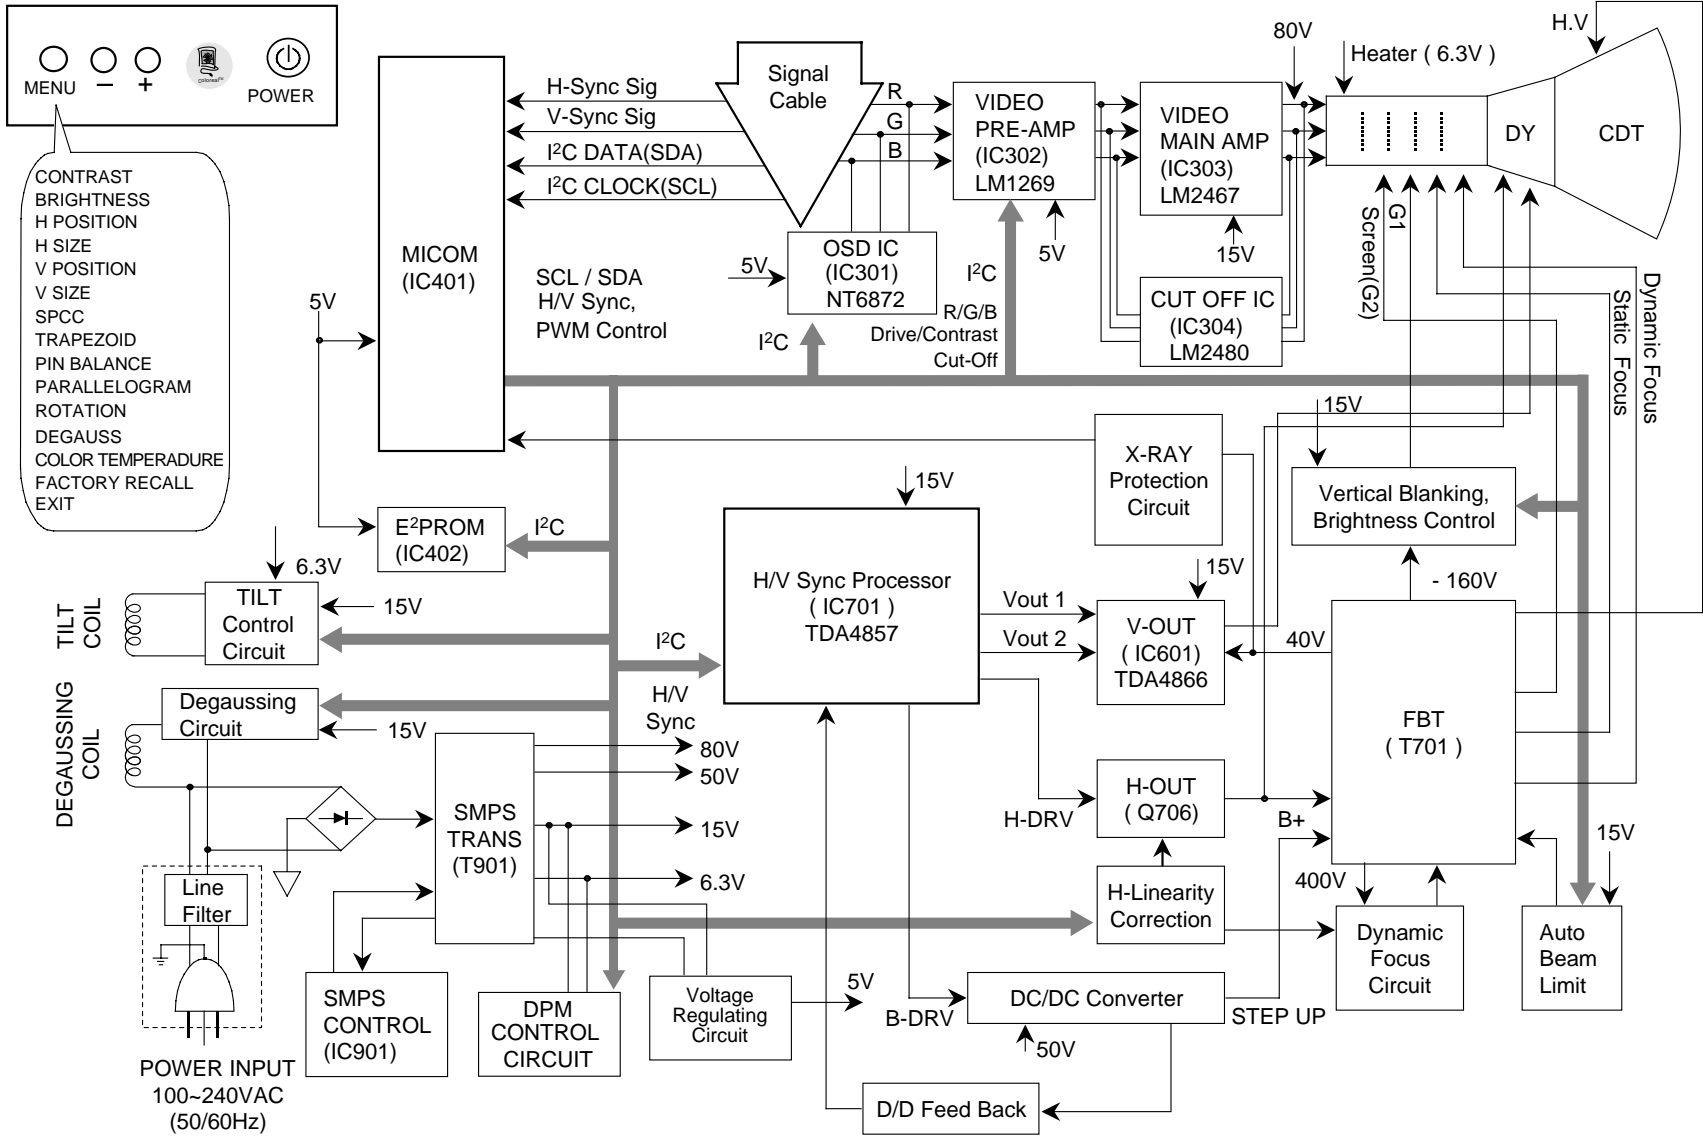 MENU
−
+
POWER
CONTRAST
BRIGHTNESS
H POSITION
H SIZE
V POSITION
V SIZE
SPCC
TRAPEZOID
PIN BALANCE
PARALLELOGRAM
ROTATION
DEGAUSS
COLOR TEMPERADURE
FACTORY RECALL
EXIT
MICOM
(IC401)
H-Sync Sig
V-Sync Sig
I²C DATA(SDA)
I²C CLOCK(SCL)
Signal
Cable
R
G
B
VIDEO
PRE-AMP
(IC302)
LM1269
5V
VIDEO
MAIN AMP
(IC303)
LM2467
15V
80V
Heater ( 6.3V )
H.V
DY
CDT
OSD IC
(IC301)
NT6872
5V
I²C
SCL / SDA
H/V Sync,
PWM Control
I²C
R/G/B
Drive/Contrast
Cut-Off
CUT OFF IC
(IC304)
LM2480
Screen(G2)
G1
Static Focus
Dynamic Focus
5V
E²PROM
(IC402)
I²C
X-RAY
Protection
Circuit
15V
Vertical Blanking,
Brightness Control
- 160V
15V
H/V Sync Processor
( IC701 )
TDA4857
I²C
H/V
Sync
Vout 1
Vout 2
15V
V-OUT
( IC601)
TDA4866
40V
FBT
( T701 )
6.3V
TILT
Control
Circuit
15V
TILT
COIL
Degaussing
Circuit
15V
DEGAUSSING
COIL
SMPS
TRANS
(T901)
80V
50V
15V
6.3V
H-DRV
H-OUT
( Q706)
B+
H-Linearity
Correction
400V
Dynamic
Focus
Circuit
15V
Auto
Beam
Limit
Line
Filter
POWER INPUT
100~240VAC
(50/60Hz)
SMPS
CONTROL
(IC901)
DPM
CONTROL
CIRCUIT
Voltage
Regulating
Circuit
5V
B-DRV
DC/DC Converter
STEP UP
50V
D/D Feed Back